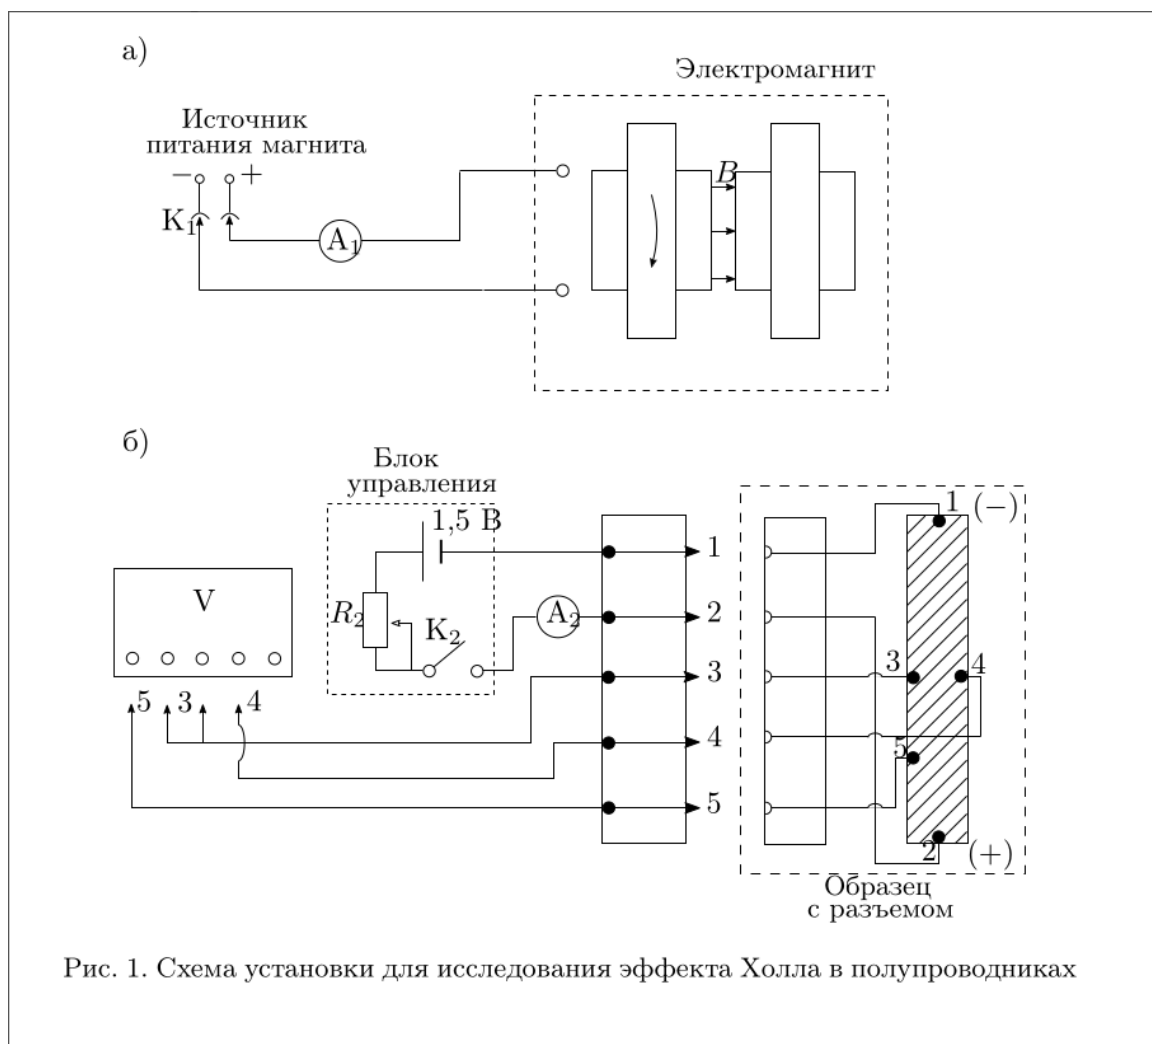 а)
Электромагнит
Источник
питания магнита
− +
K1
A1
B
б)
Блок
управления
1,5 В
V
R2
K2
A2
5 3 4
1
2
3
4
5
1 (−)
3 4
5
2 (+)
Образец
с разъемом
Рис. 1. Схема установки для исследования эффекта Холла в полупроводниках